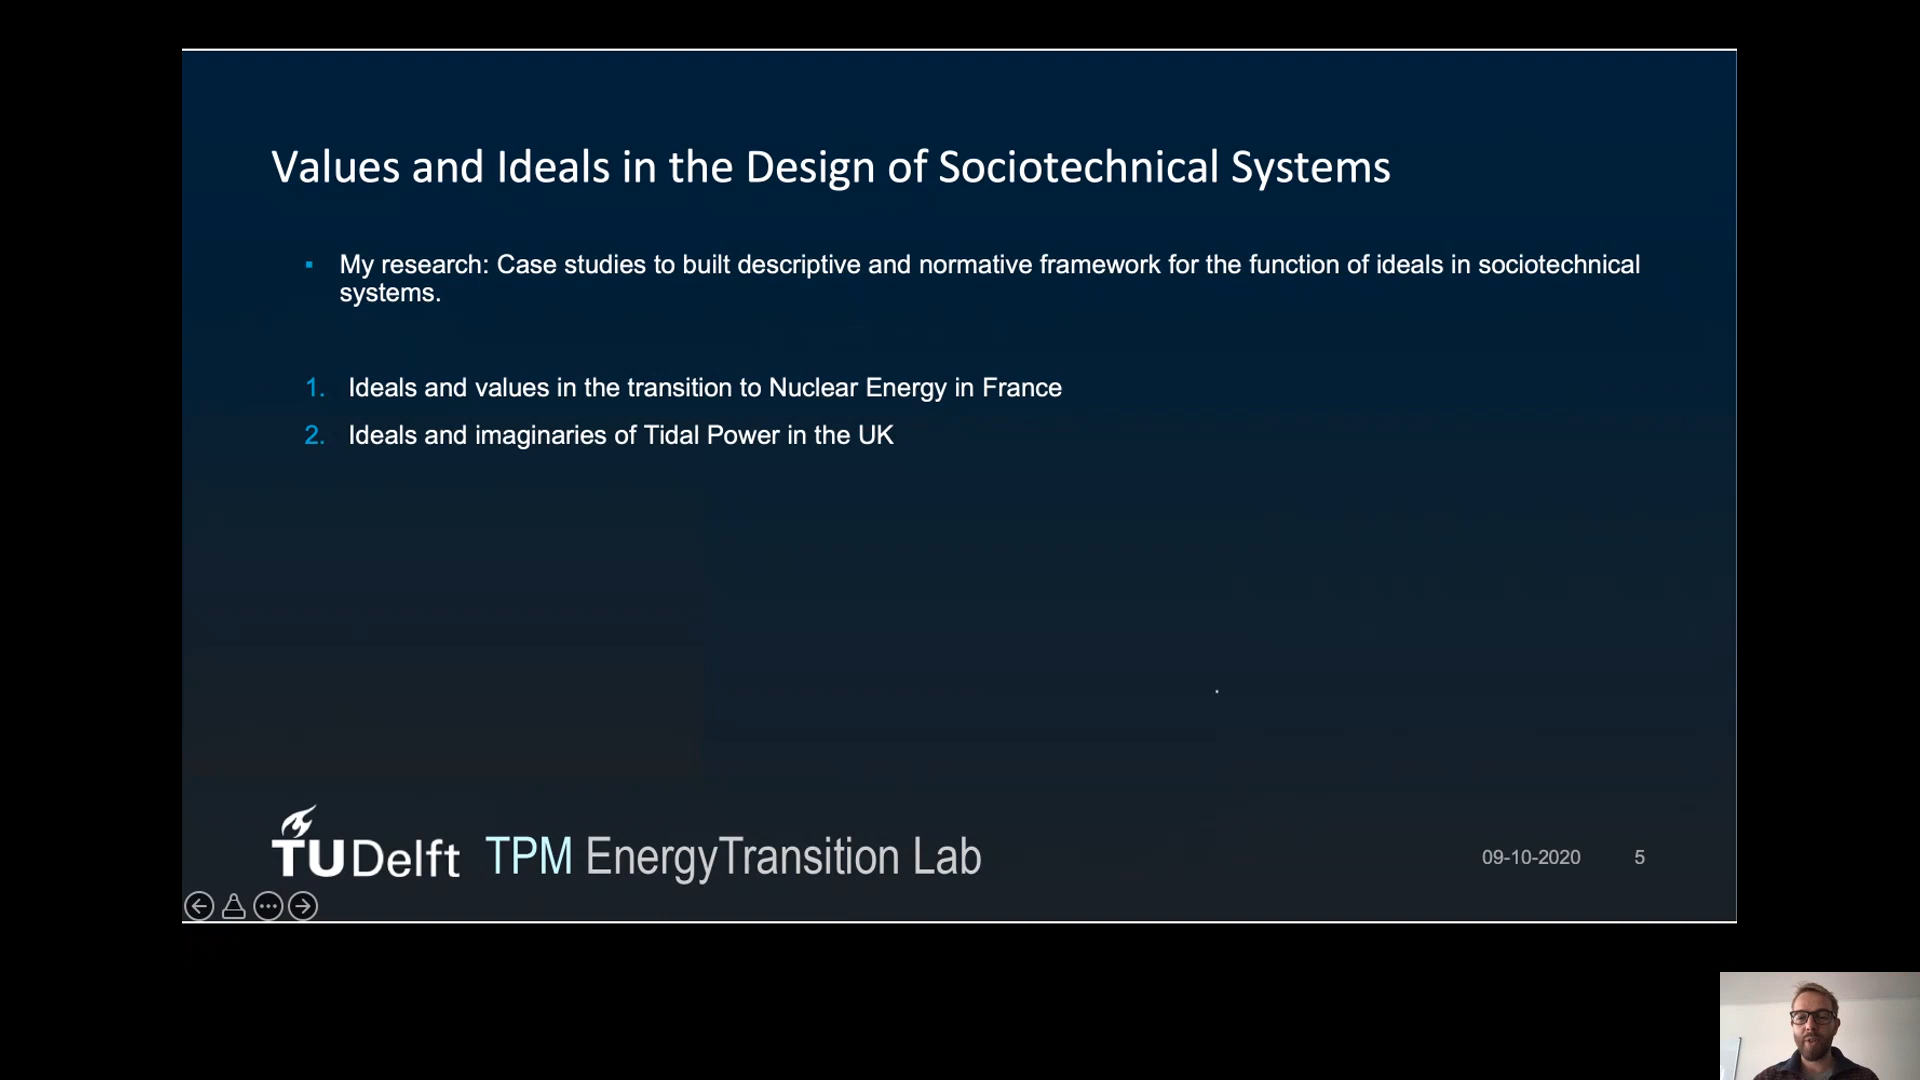 Values and Ideals in the Design of Sociotechnical Systems
▪ My research: Case studies to built descriptive and normative framework for the function of ideals in sociotechnical
systems.
1. Ideals and values in the transition to Nuclear Energy in France
2. Ideals and imaginaries of Tidal Power in the UK
TUDelft TPM EnergyTransition Lab
09-10-2020 5